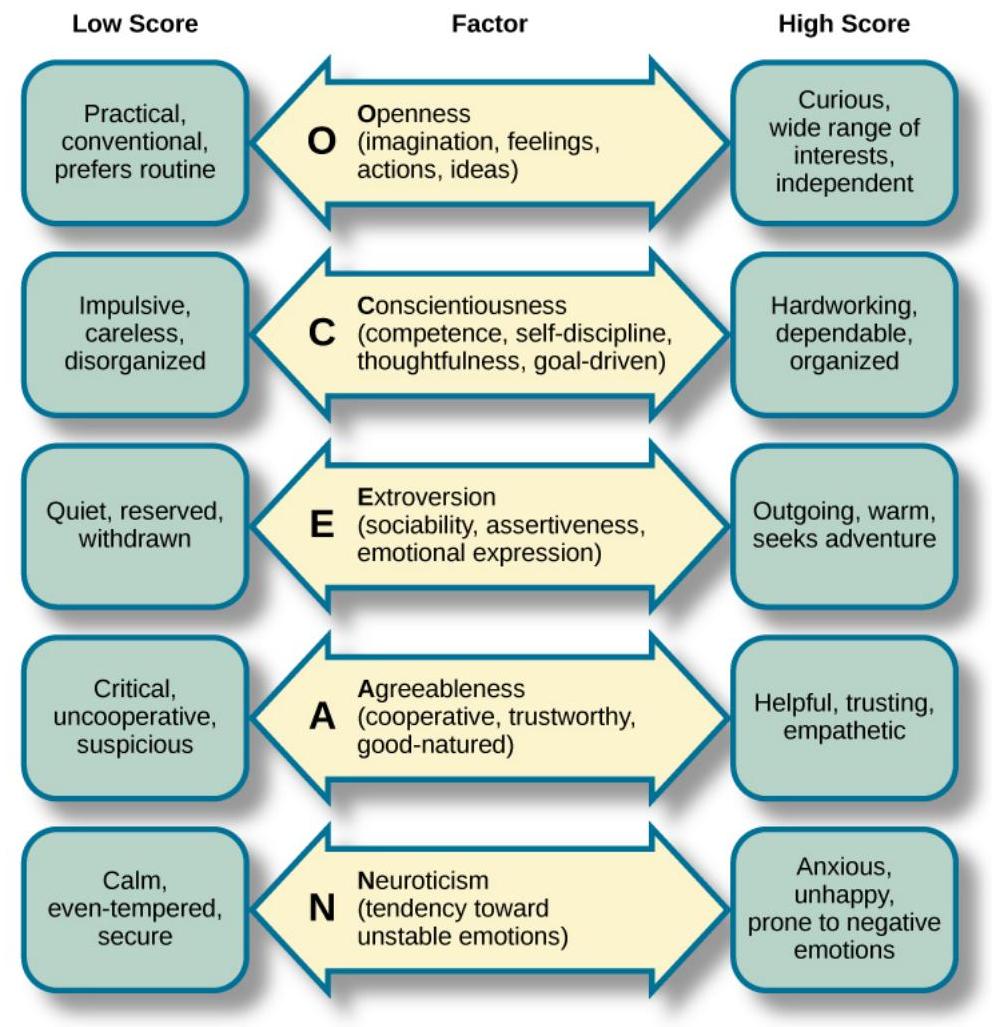 Low Score Factor High Score
Practical,
conventional,
prefers routine
O
Openness
(imagination, feelings,
actions, ideas)
Curious,
wide range of
interests,
independent
Impulsive,
careless,
disorganized
C
Conscientiousness
(competence, self-discipline,
thoughtfulness, goal-driven)
Hardworking,
dependable,
organized
Quiet, reserved,
withdrawn
E
Extroversion
(sociability, assertiveness,
emotional expression)
Outgoing, warm,
seeks adventure
Critical,
uncooperative,
suspicious
A
Agreeableness
(cooperative, trustworthy,
good-natured)
Helpful, trusting,
empathetic
Calm,
even-tempered,
secure
N
Neuroticism
(tendency toward
unstable emotions)
Anxious,
unhappy,
prone to negative
emotions